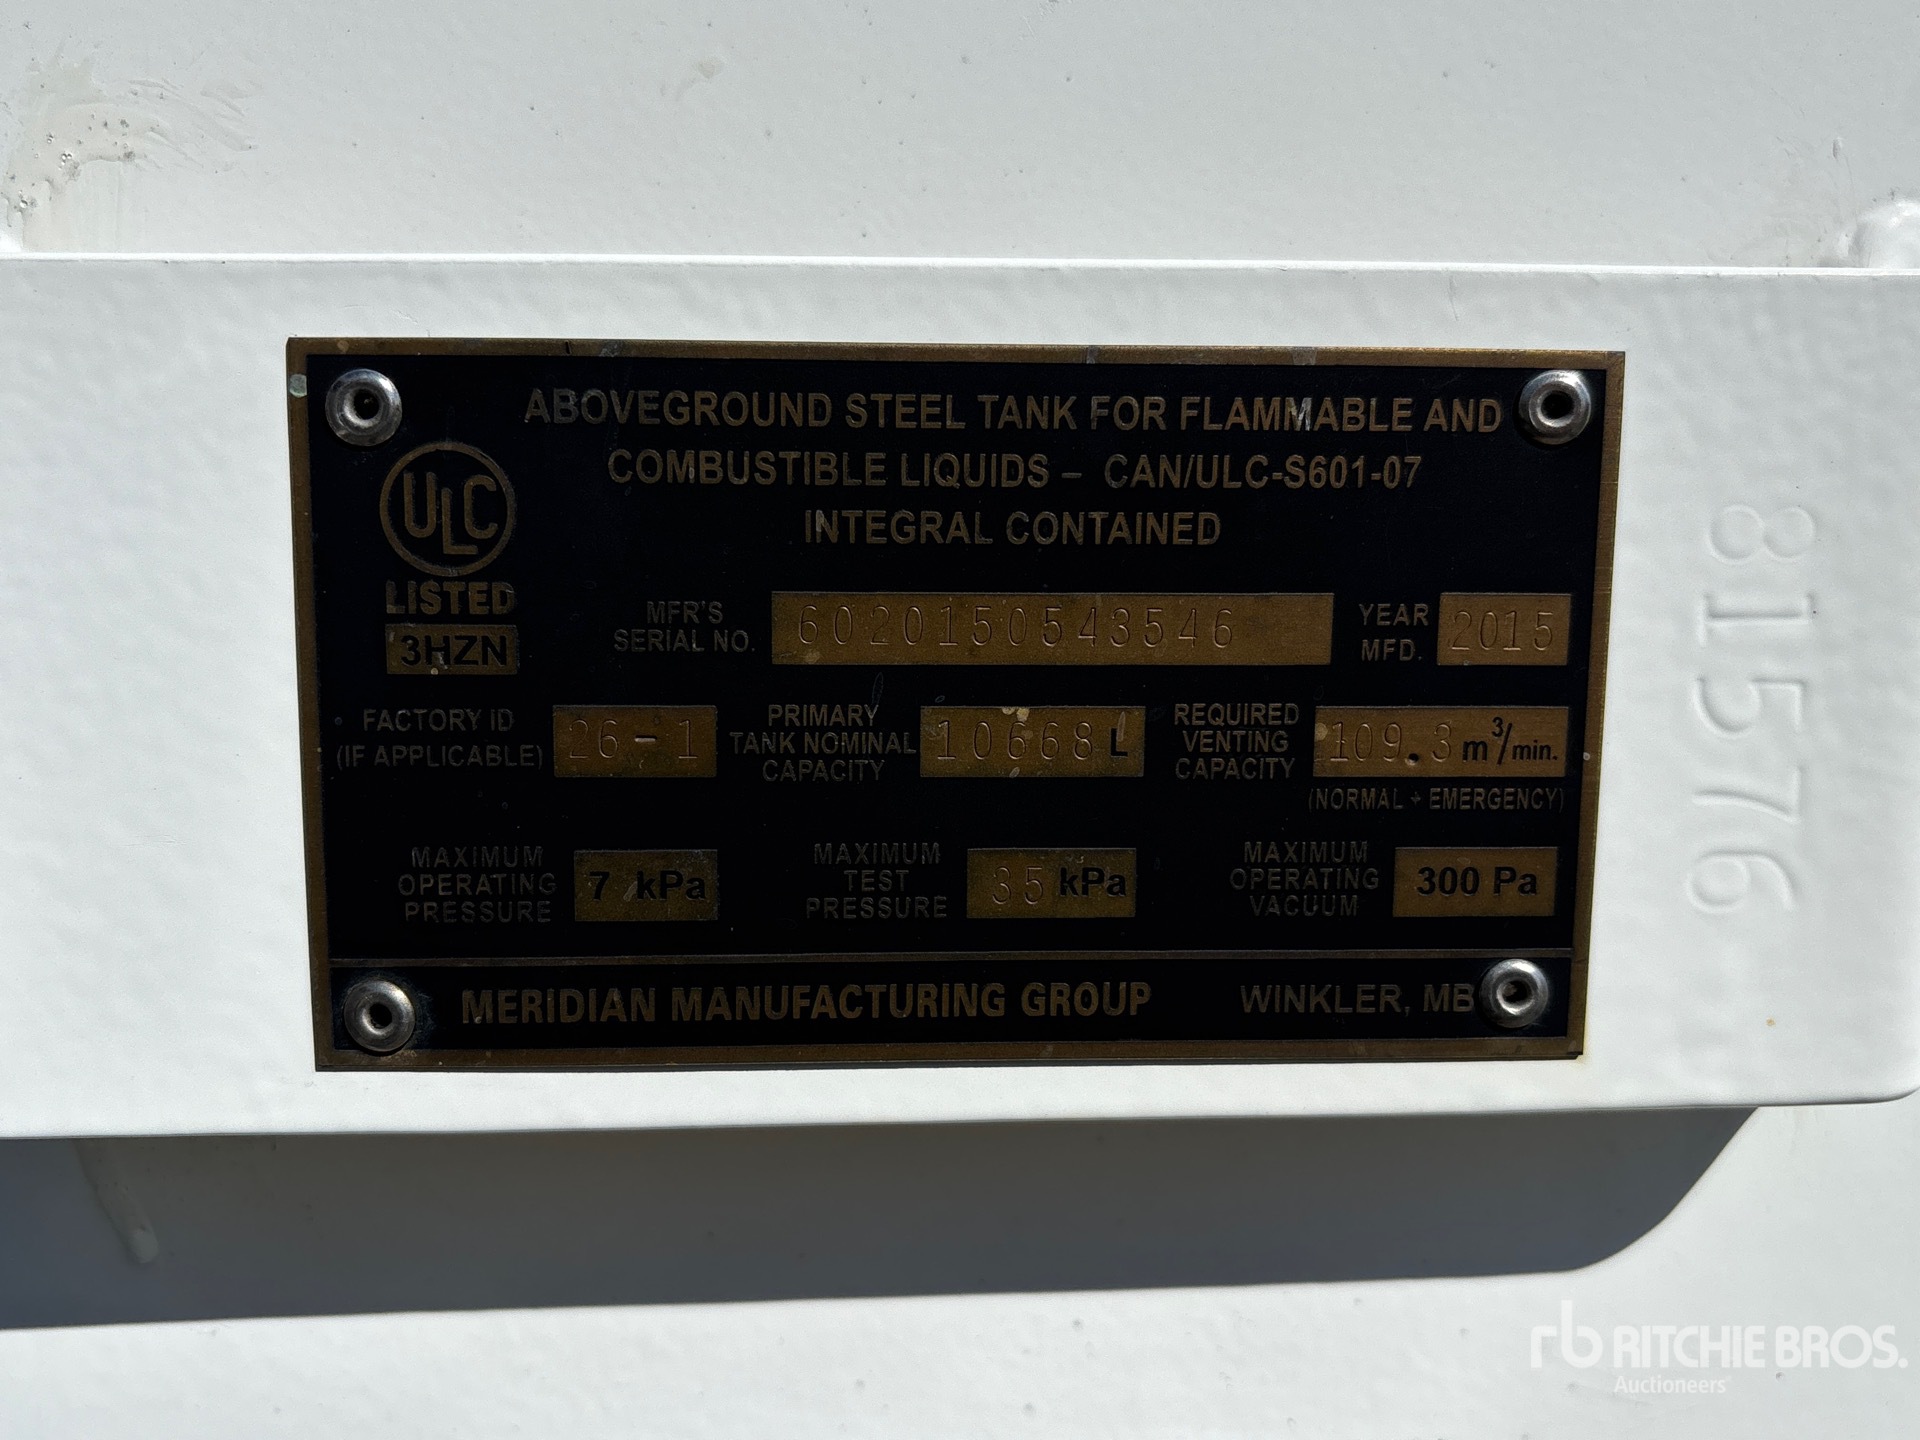 ABOVEGROUND STEEL TANK FOR FLAMMABLE AND
COMBUSTIBLE LIQUIDS – CAN/ULC-S601-07
INTEGRAL CONTAINED
ULC
LISTED
3HZN
MFR'S
SERIAL NO.
6020150543546
YEAR
MFD.
2015
FACTORY ID
(IF APPLICABLE)
26-1
PRIMARY
TANK NOMINAL
CAPACITY
10668 L
REQUIRED
VENTING
CAPACITY
109.3 m³/min.
(NORMAL + EMERGENCY)
MAXIMUM
OPERATING
PRESSURE
7 kPa
MAXIMUM
TEST
PRESSURE
35 kPa
MAXIMUM
OPERATING
VACUUM
300 Pa
MERIDIAN MANUFACTURING GROUP WINKLER, MB
81576
rb RITCHIE BROS.
Auctioneers